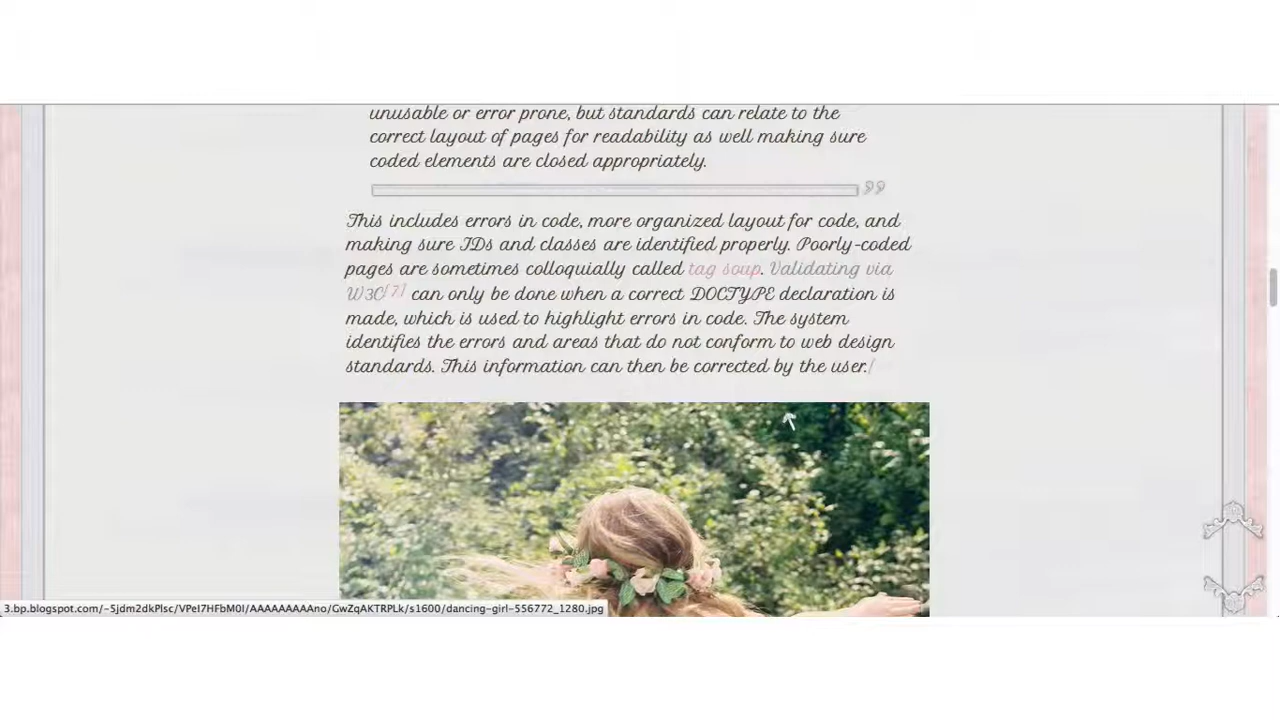 unusable or error prone, but standards can relate to the
correct layout of pages for readability as well making sure
coded elements are closed appropriately.
”
This includes errors in code, more organized layout for code, and
making sure IDs and classes are identified properly. Poorly-coded
pages are sometimes colloquially called tag soup. Validating via
W3C[7] can only be done when a correct DOCTYPE declaration is
made, which is used to highlight errors in code. The system
identifies the errors and areas that do not conform to web design
standards. This information can then be corrected by the user.[
3.bp.blogspot.com/-5jdm2dkPlsc/VPeI7HFbM0I/AAAAAAAAAno/GwZqAKTRPLk/s1600/dancing-girl-556772_1280.jpg